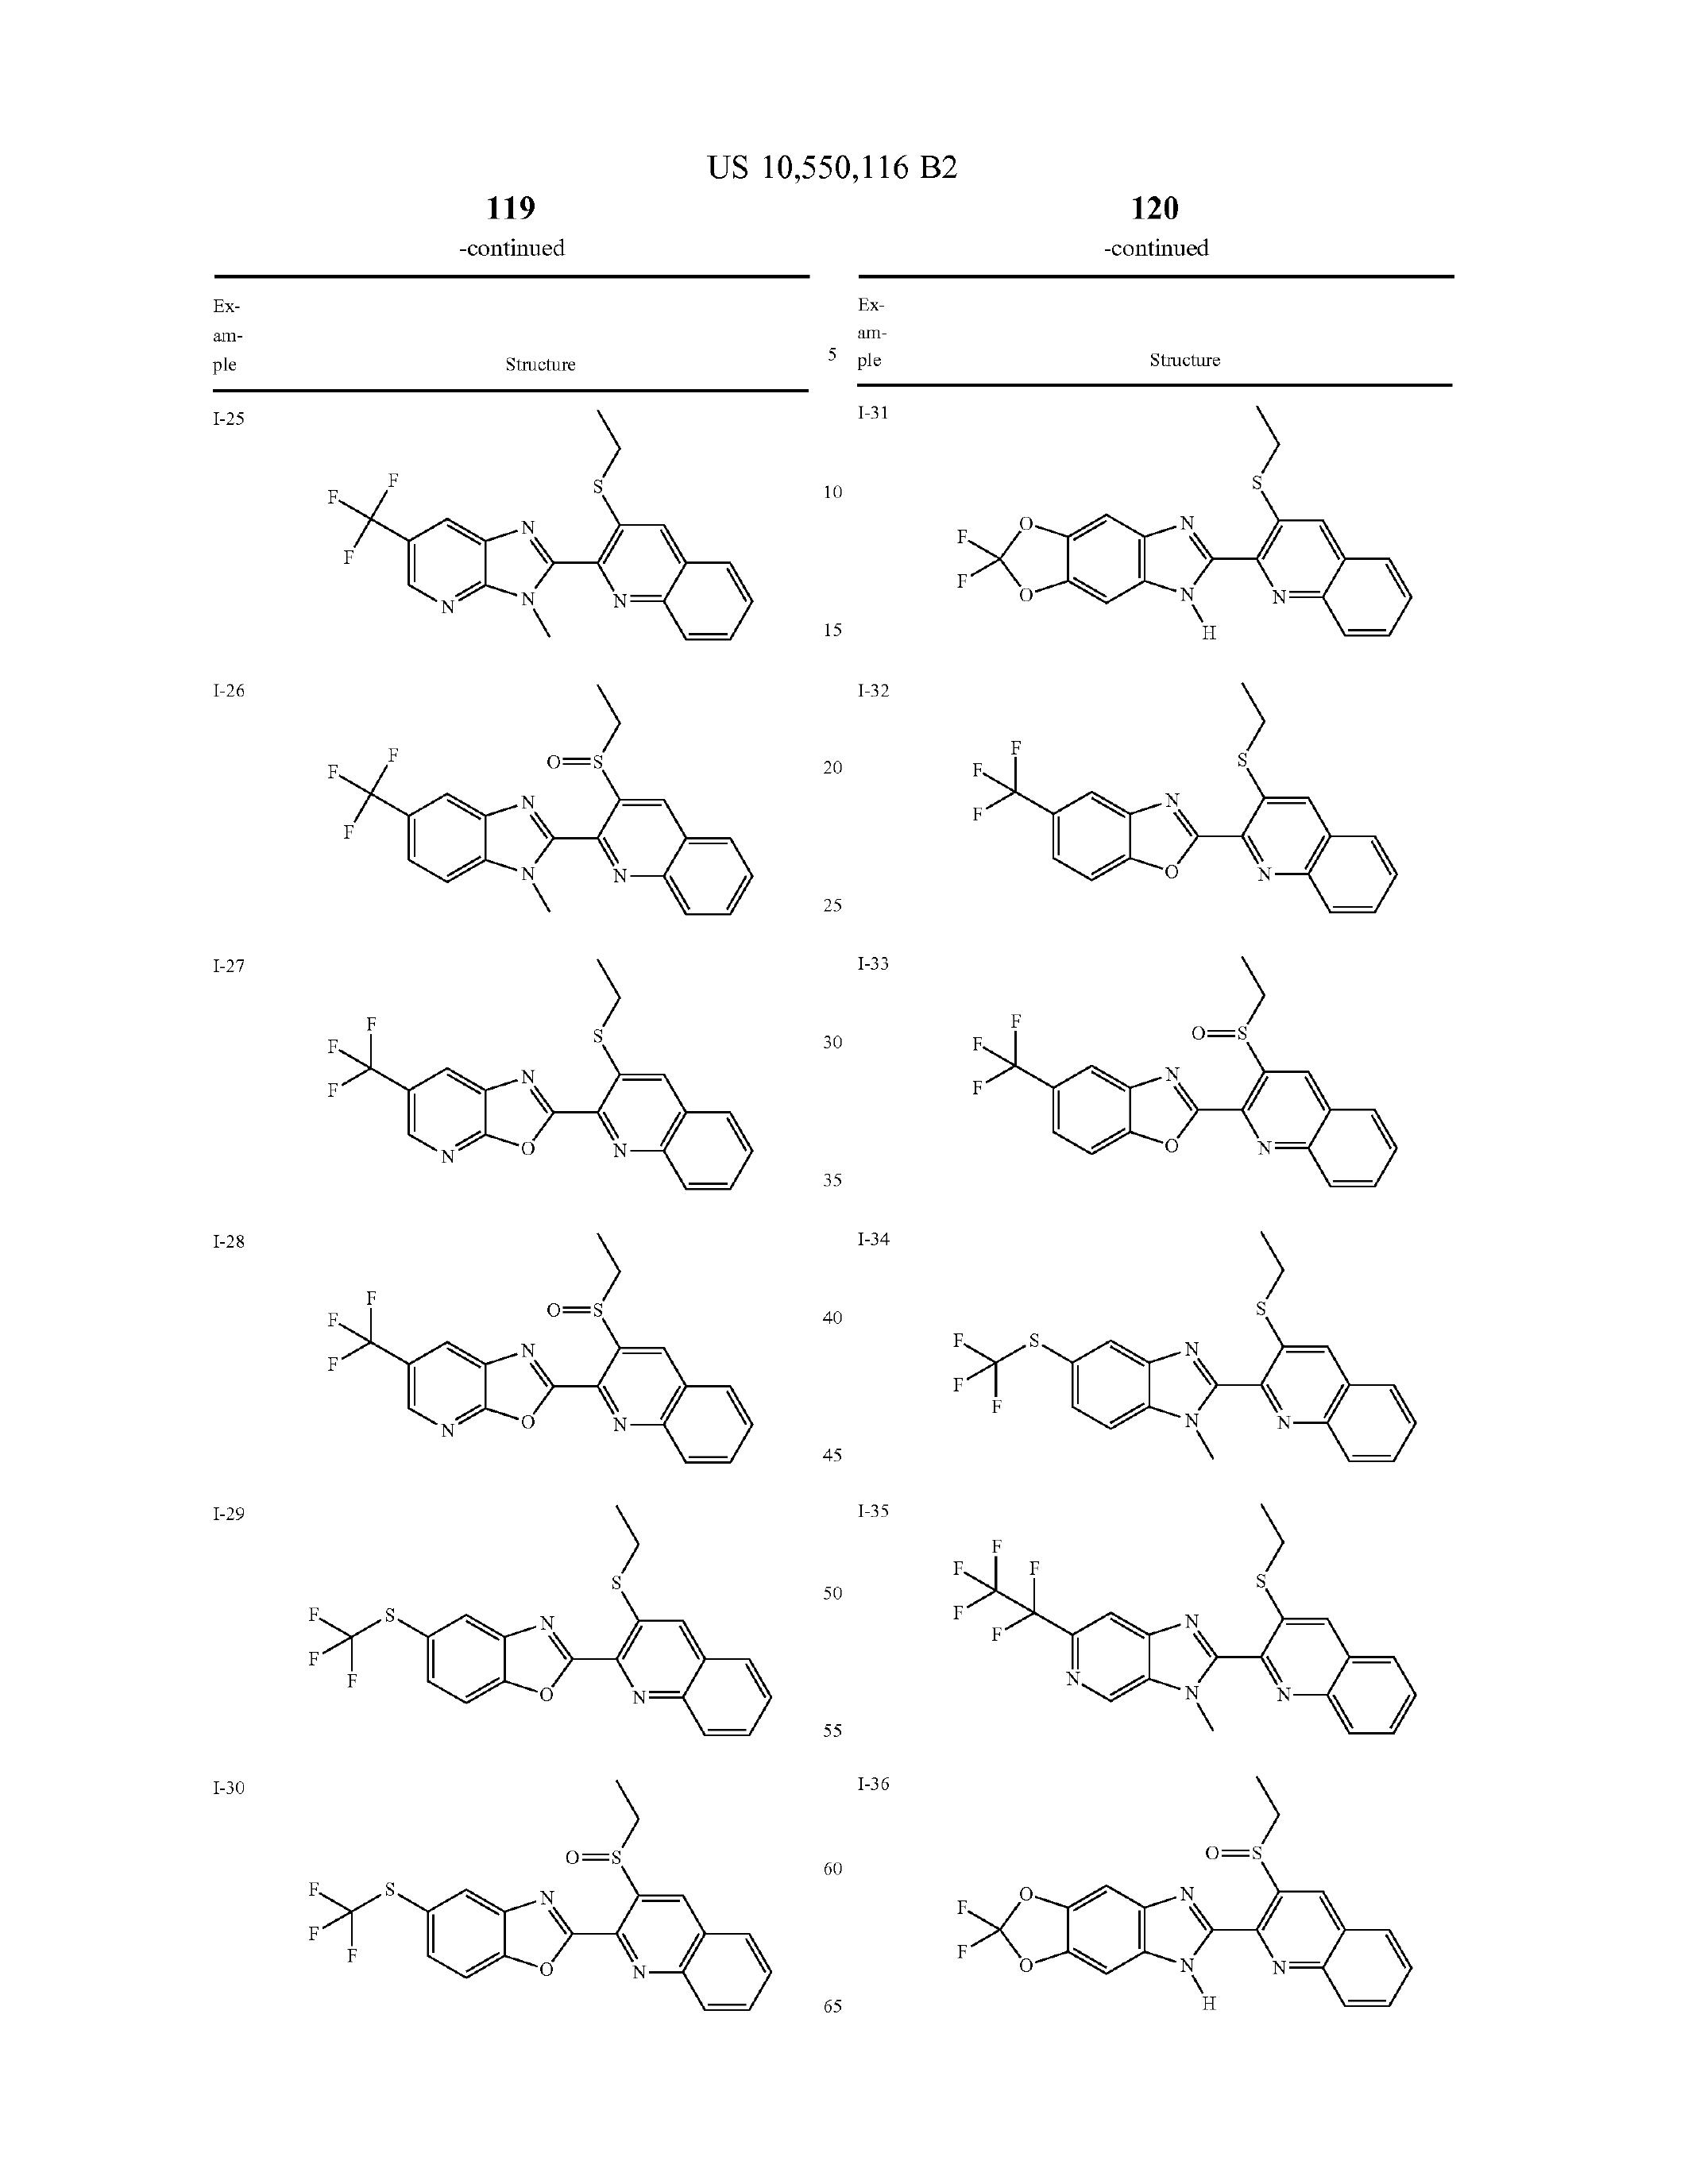 US 10,550,116 B2
119
-continued
Ex-
am-
ple
Structure
I-25
F
F
F
S
N
N
N
N
I-26
F
F
F
O
S
N
N
N
I-27
F
F
F
S
N
N
O
N
I-28
F
F
F
O
S
N
N
O
N
I-29
F
F
F
S
S
N
O
N
I-30
F
F
F
S
O
S
N
O
N
5
10
15
20
25
30
35
40
45
50
55
60
65
120
-continued
Ex-
am-
ple
Structure
I-31
F
F
O
O
S
N
N
H
N
I-32
F
F
F
S
N
O
N
I-33
F
F
F
O
S
N
O
N
I-34
F
F
F
S
S
N
N
N
I-35
F
F
F
F
F
S
N
N
N
N
I-36
F
F
O
O
O
S
N
N
H
N